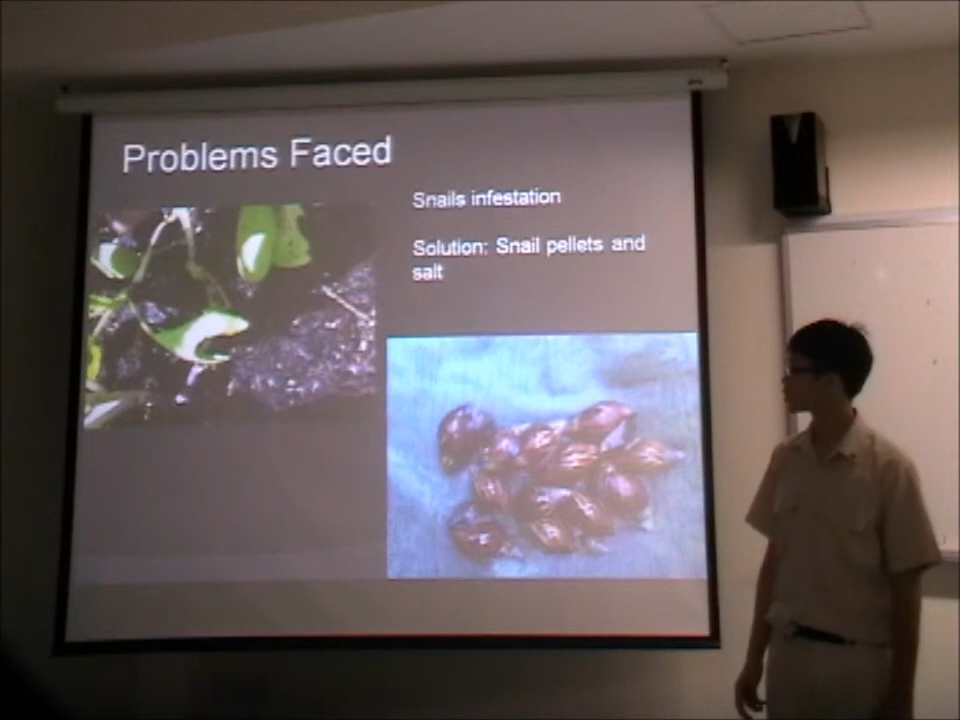 Problems Faced
Snails infestation
Solution: Snail pellets and
salt